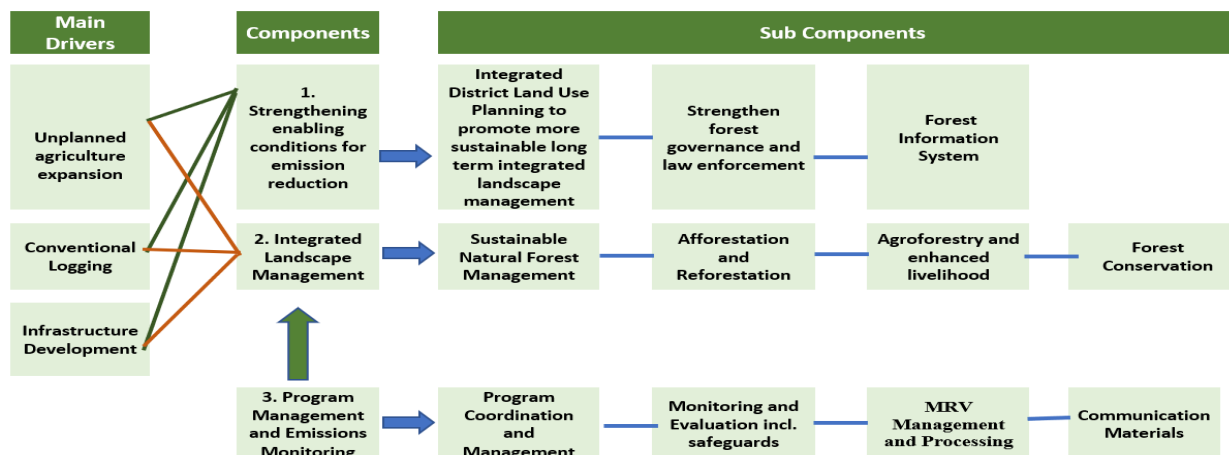 Main
Drivers
Components
Sub Components
Unplanned
agriculture
expansion
1.
Strengthening
enabling
conditions for
emission
reduction
Integrated
District Land Use
Planning to
promote more
sustainable long
term integrated
landscape
management
Strengthen
forest
governance and
law enforcement
Forest
Information
System
Conventional
Logging
2. Integrated
Landscape
Management
Sustainable
Natural Forest
Management
Afforestation
and
Reforestation
Agroforestry and
enhanced
livelihood
Forest
Conservation
Infrastructure
Development
3. Program
Management
and Emissions
Monitoring
Program
Coordination
and
Management
Monitoring and
Evaluation incl.
safeguards
MRV
Management
and Processing
Communication
Materials